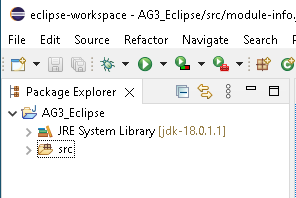 eclipse-workspace - AG3_Eclipse/src/module-info.
File Edit Source Refactor Navigate Search
Package Explorer
AG3_Eclipse
JRE System Library [jdk-18.0.1.1]
src